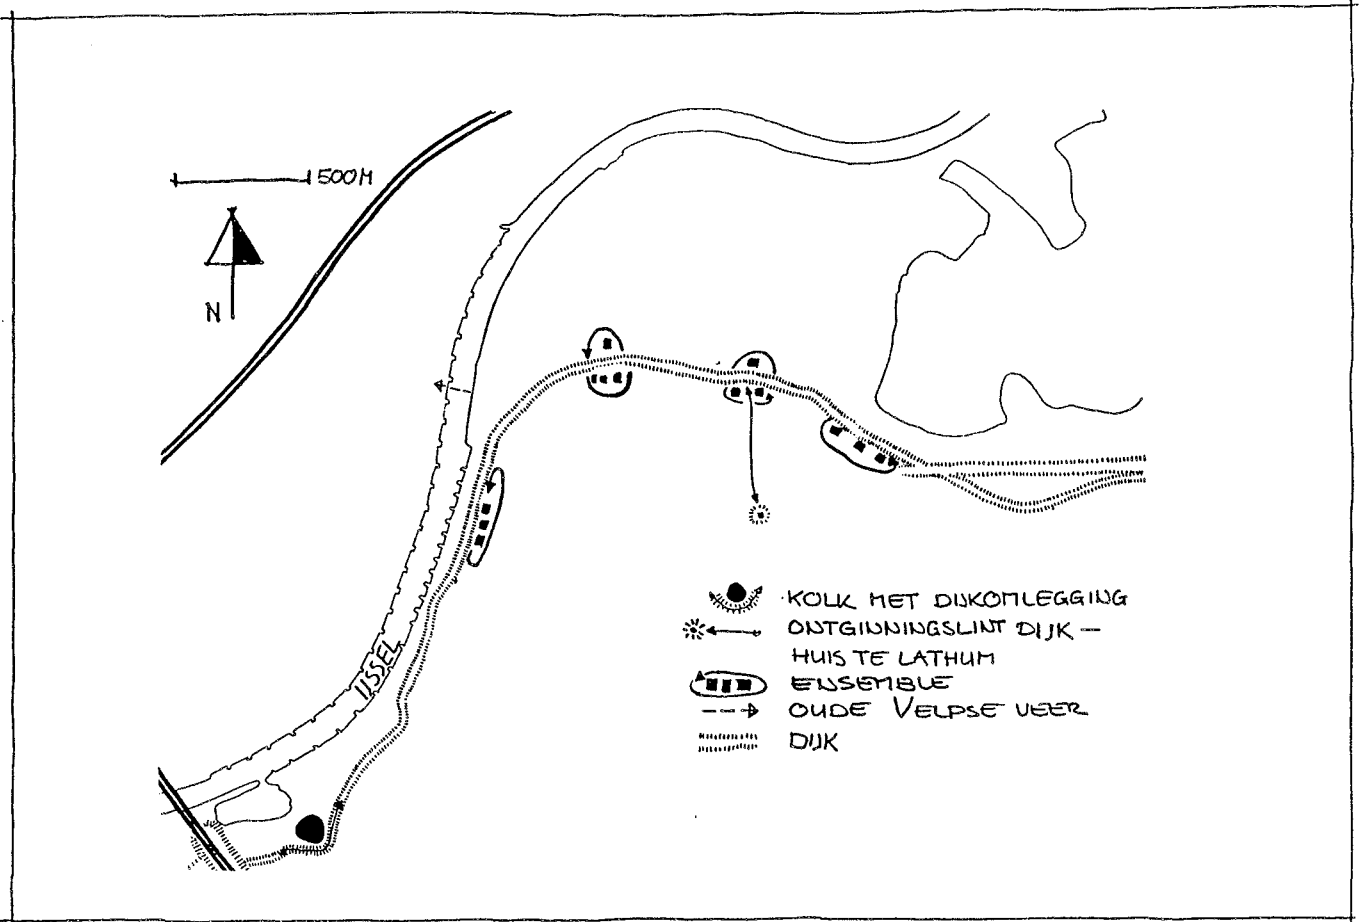 500M
N
IJSSEL
KOLK MET DIJKOMLEGGING
ONTGINNINGSLINT DIJK –
HUIS TE LATHUM
ENSEMBLE
OUDE VELPSE VEER
DIJK